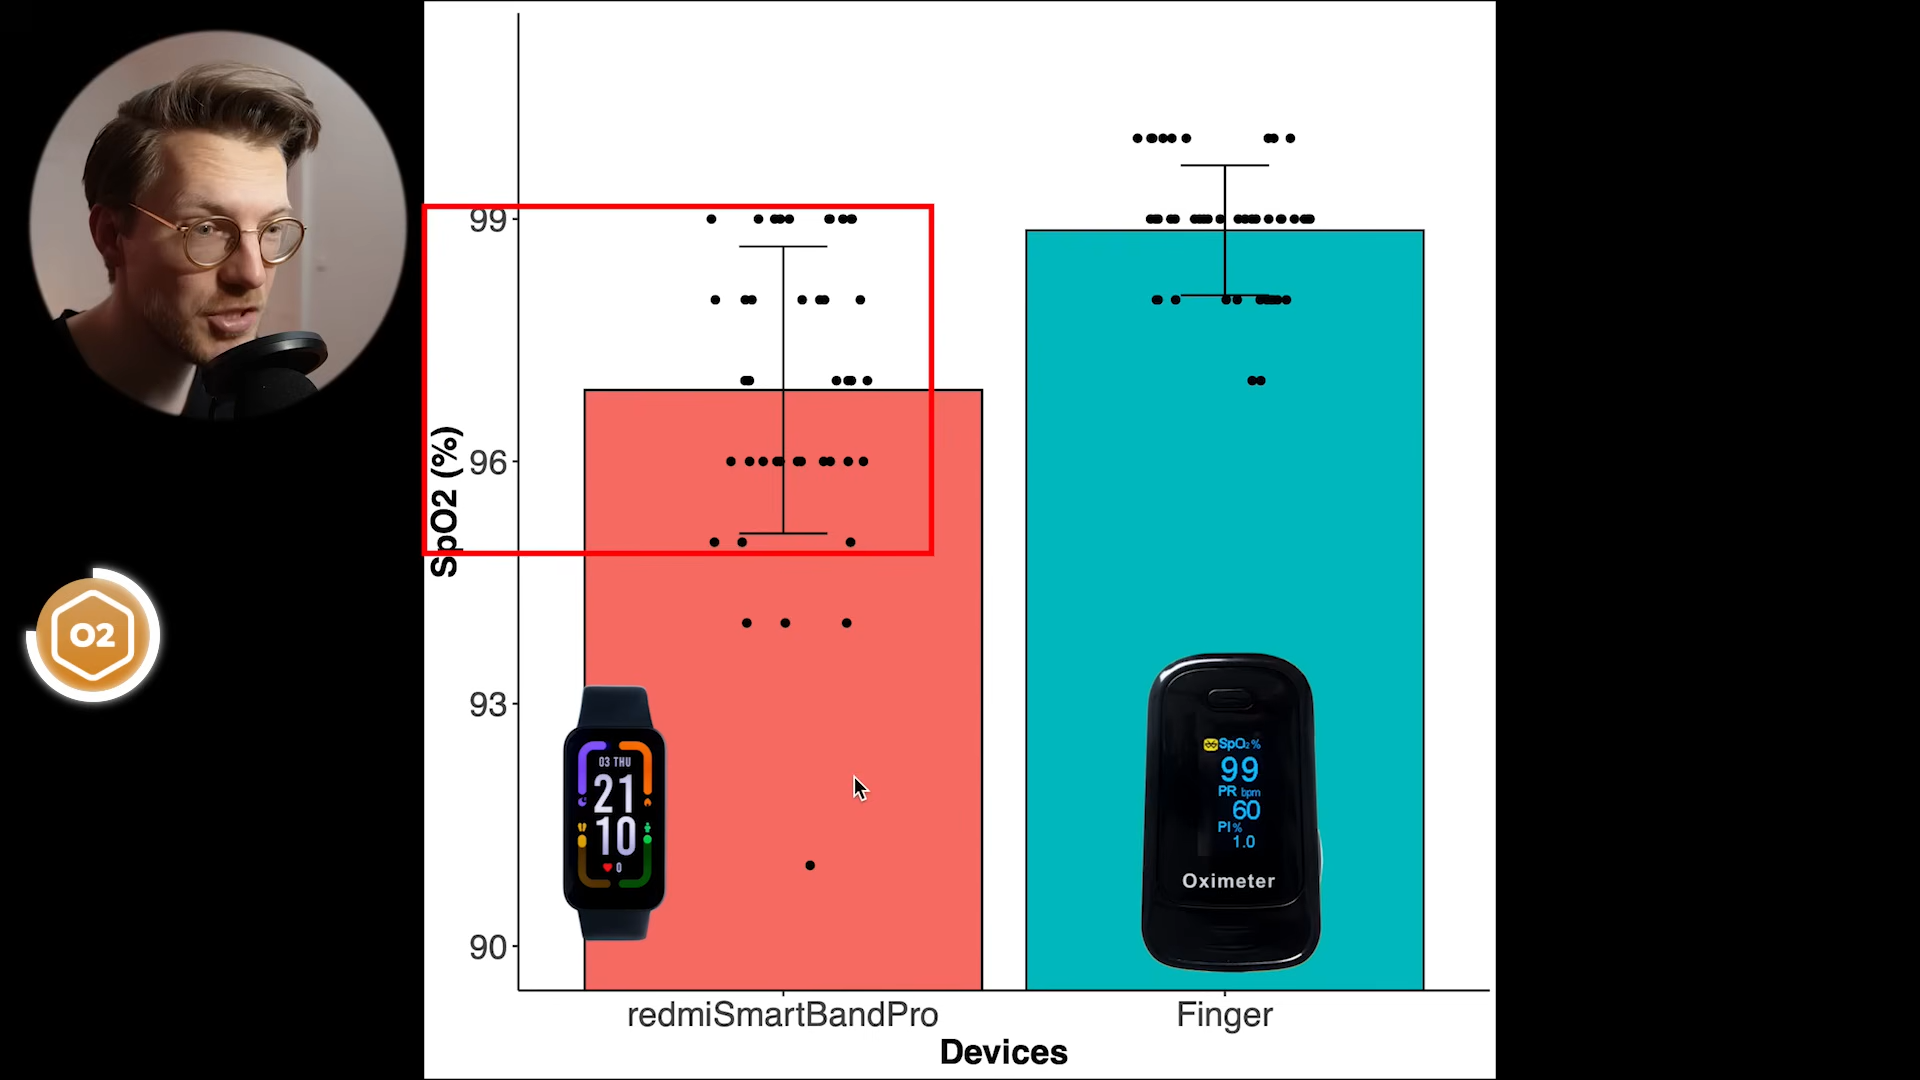 99
96
93
90
SpO2 (%)
redmiSmartBandPro
Finger
Devices
O2
03 THU
21
10
0
SpO₂%
99
PR bpm
60
PI%
1.0
Oximeter